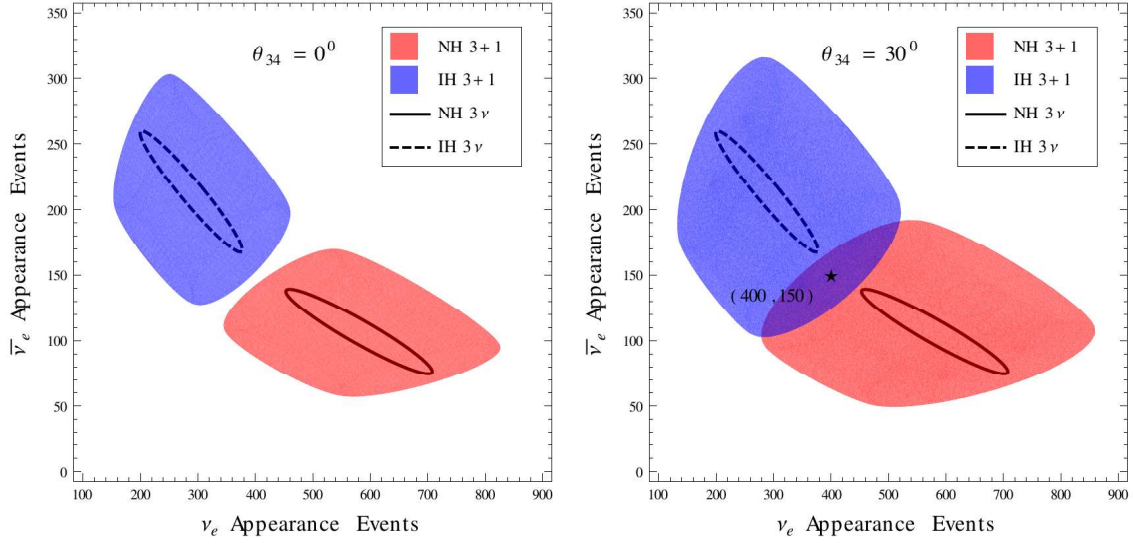 θ34 = 0⁰
NH 3+1
IH 3+1
NH 3ν
IH 3ν
350
300
250
200
150
100
50
0
100 200 300 400 500 600 700 800 900
ν̅e Appearance Events
νe Appearance Events
θ34 = 30⁰
NH 3+1
IH 3+1
NH 3ν
IH 3ν
(400,150)
350
300
250
200
150
100
50
0
100 200 300 400 500 600 700 800 900
ν̅e Appearance Events
νe Appearance Events